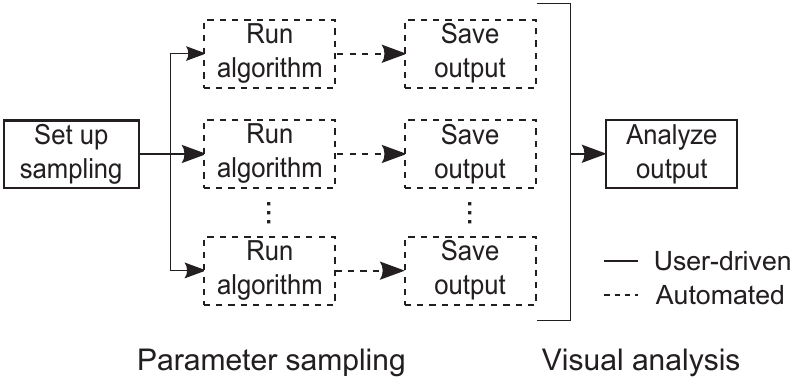 Run
algorithm
Save
output
Set up
sampling
Run
algorithm
Save
output
Analyze
output
Run
algorithm
Save
output
User-driven
Automated
Parameter sampling
Visual analysis